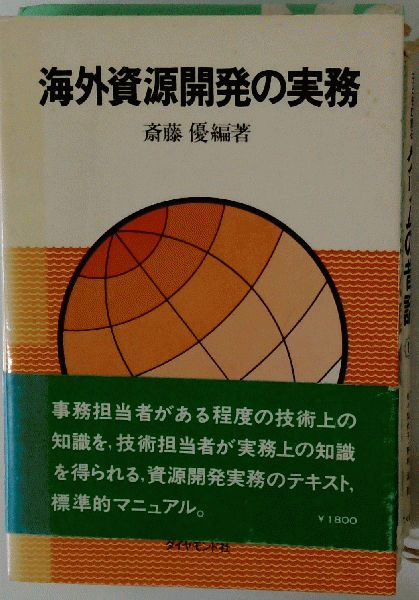 海外資源開発の実務
斎藤 優編著
事務担当者がある程度の技術上の
知識を,技術担当者が実務上の知識
を得られる,資源開発実務のテキスト,
標準的マニュアル。
¥1800
ダイヤモンド社